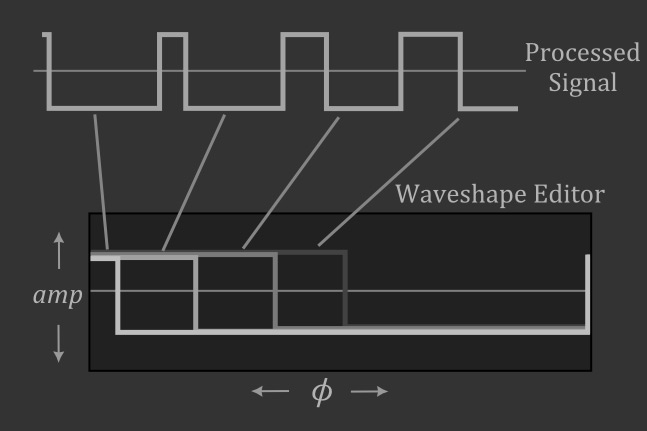 Processed
Signal
Waveshape Editor
amp
ϕ